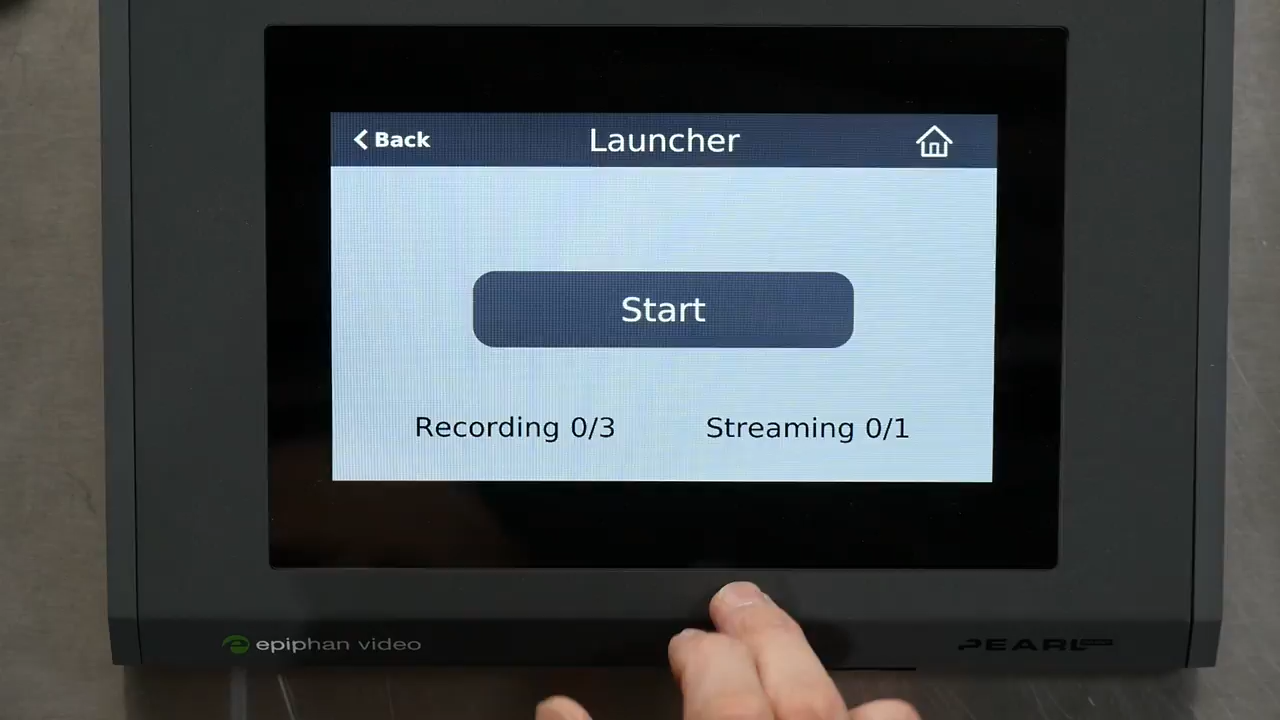 Back
Launcher
Start
Recording 0/3
Streaming 0/1
epiphan video
PEARL